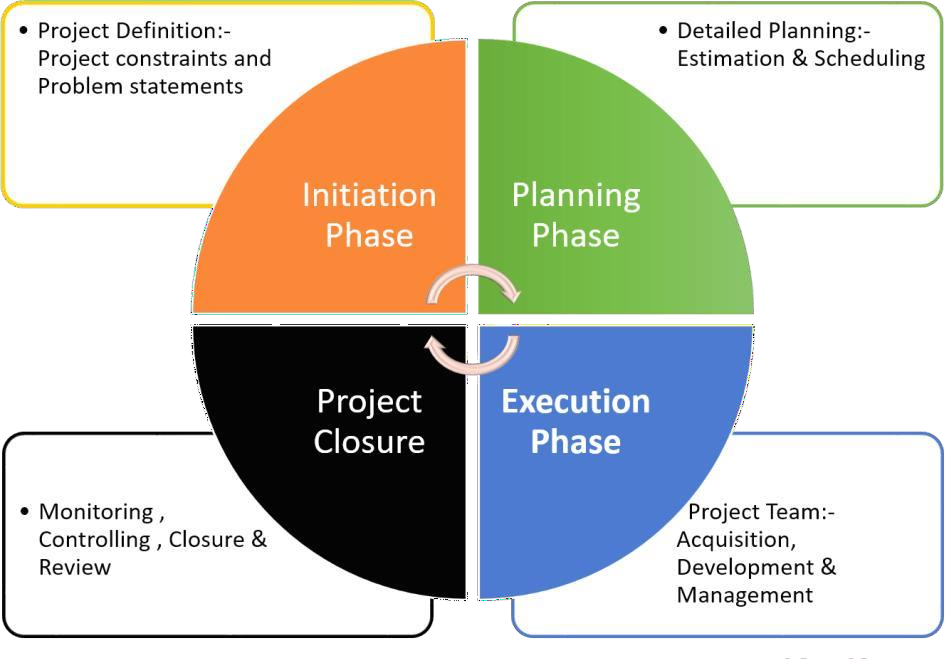 • Project Definition:-
Project constraints and
Problem statements
• Detailed Planning:-
Estimation & Scheduling
Initiation
Phase
Planning
Phase
Project
Closure
Execution
Phase
• Monitoring ,
Controlling , Closure &
Review
Project Team:-
Acquisition,
Development &
Management